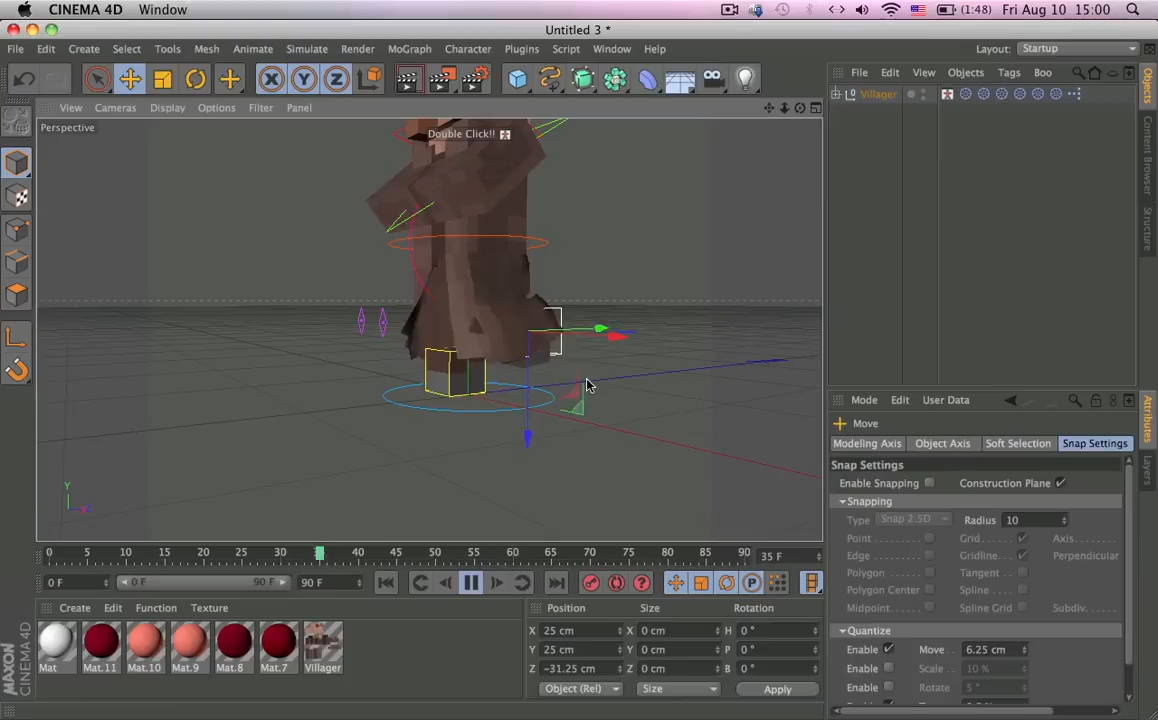 CINEMA 4D Window (1:48) Fri Aug 10 15:00
Untitled 3 *
File Edit Create Select Tools Mesh Animate Simulate Render MoGraph Character Plugins Script Window Help Layout: Startup
X Y Z
File Edit View Objects Tags Boo
View Cameras Display Options Filter Panel
Villager
Perspective
Double Click!!
Objects
Content Browser
Structure
Mode Edit User Data
Move
Modeling Axis Object Axis Soft Selection Snap Settings
Snap Settings
Enable Snapping Construction Plane
Snapping
Type Snap 2.5D Radius 10
Point Grid Axis
Edge Gridline Perpendicular
Polygon Tangent
Polygon Center Spline
Midpoint Spline Grid Subdiv.
Quantize
Enable Move 6.25 cm
Enable Scale 10 %
Enable Rotate 5 °
Attributes
Layers
Y
0 5 10 15 20 25 30 40 45 50 55 60 65 70 75 80 85 90 35 F
0 F 0 F 90 F 90 F
P
Create Edit Function Texture
Mat Mat.11 Mat.10 Mat.9 Mat.8 Mat.7 Villager
Position Size Rotation
X 25 cm X 0 cm H 0 °
Y 25 cm Y 0 cm P 0 °
Z -31.25 cm Z 0 cm B 0 °
Object (Rel) Size Apply
MAXON
CINEMA 4D